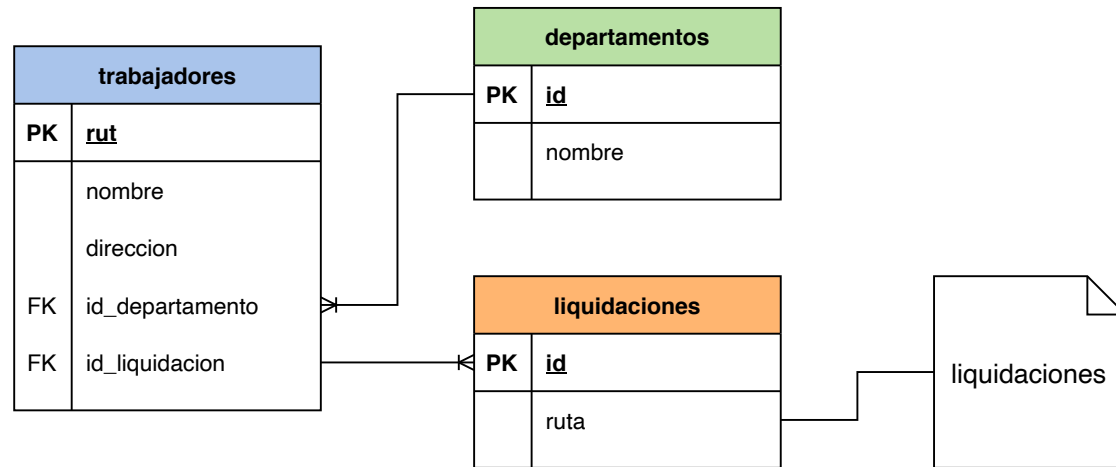 trabajadores
PK rut
nombre
direccion
FK id_departamento
FK id_liquidacion
departamentos
PK id
nombre
liquidaciones
PK id
ruta
liquidaciones